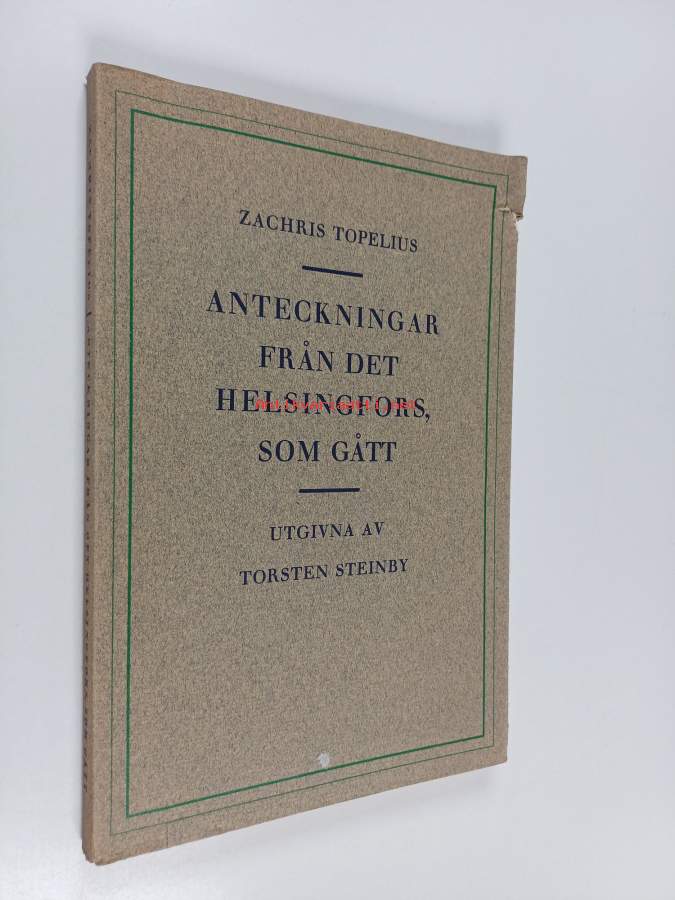 ZACHRIS TOPELIUS
ANTECKNINGAR
FRÅN DET
HELSINGFORS,
SOM GÅTT
UTGIVNA AV
TORSTEN STEINBY